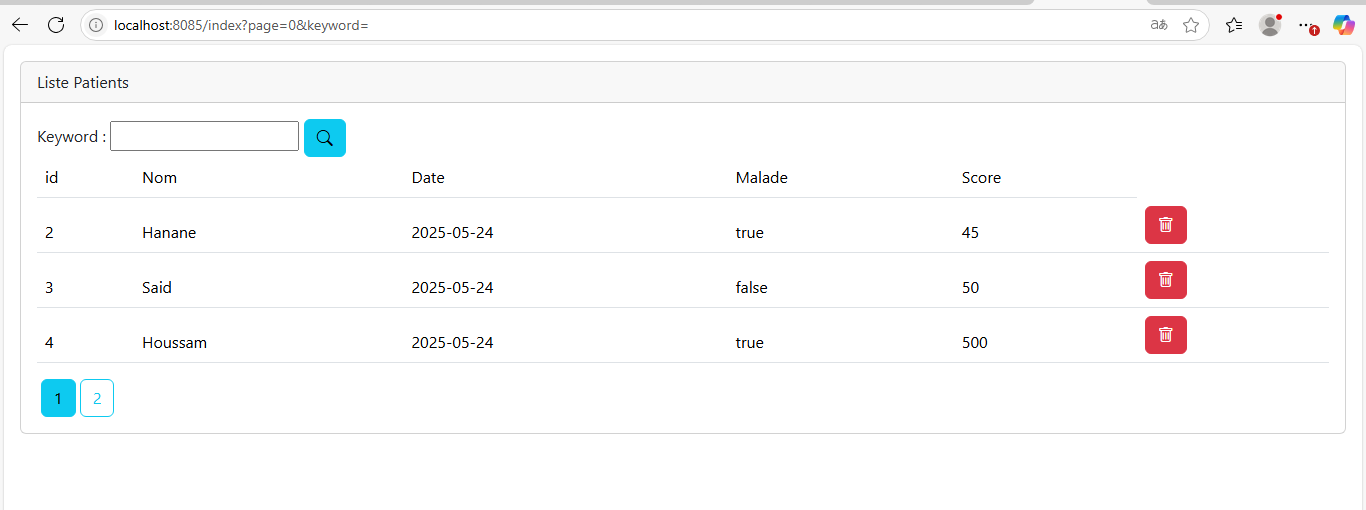 localhost:8085/index?page=0&keyword=
Liste Patients
Keyword :
id Nom Date Malade Score
2 Hanane 2025-05-24 true 45
3 Said 2025-05-24 false 50
4 Houssam 2025-05-24 true 500
1 2